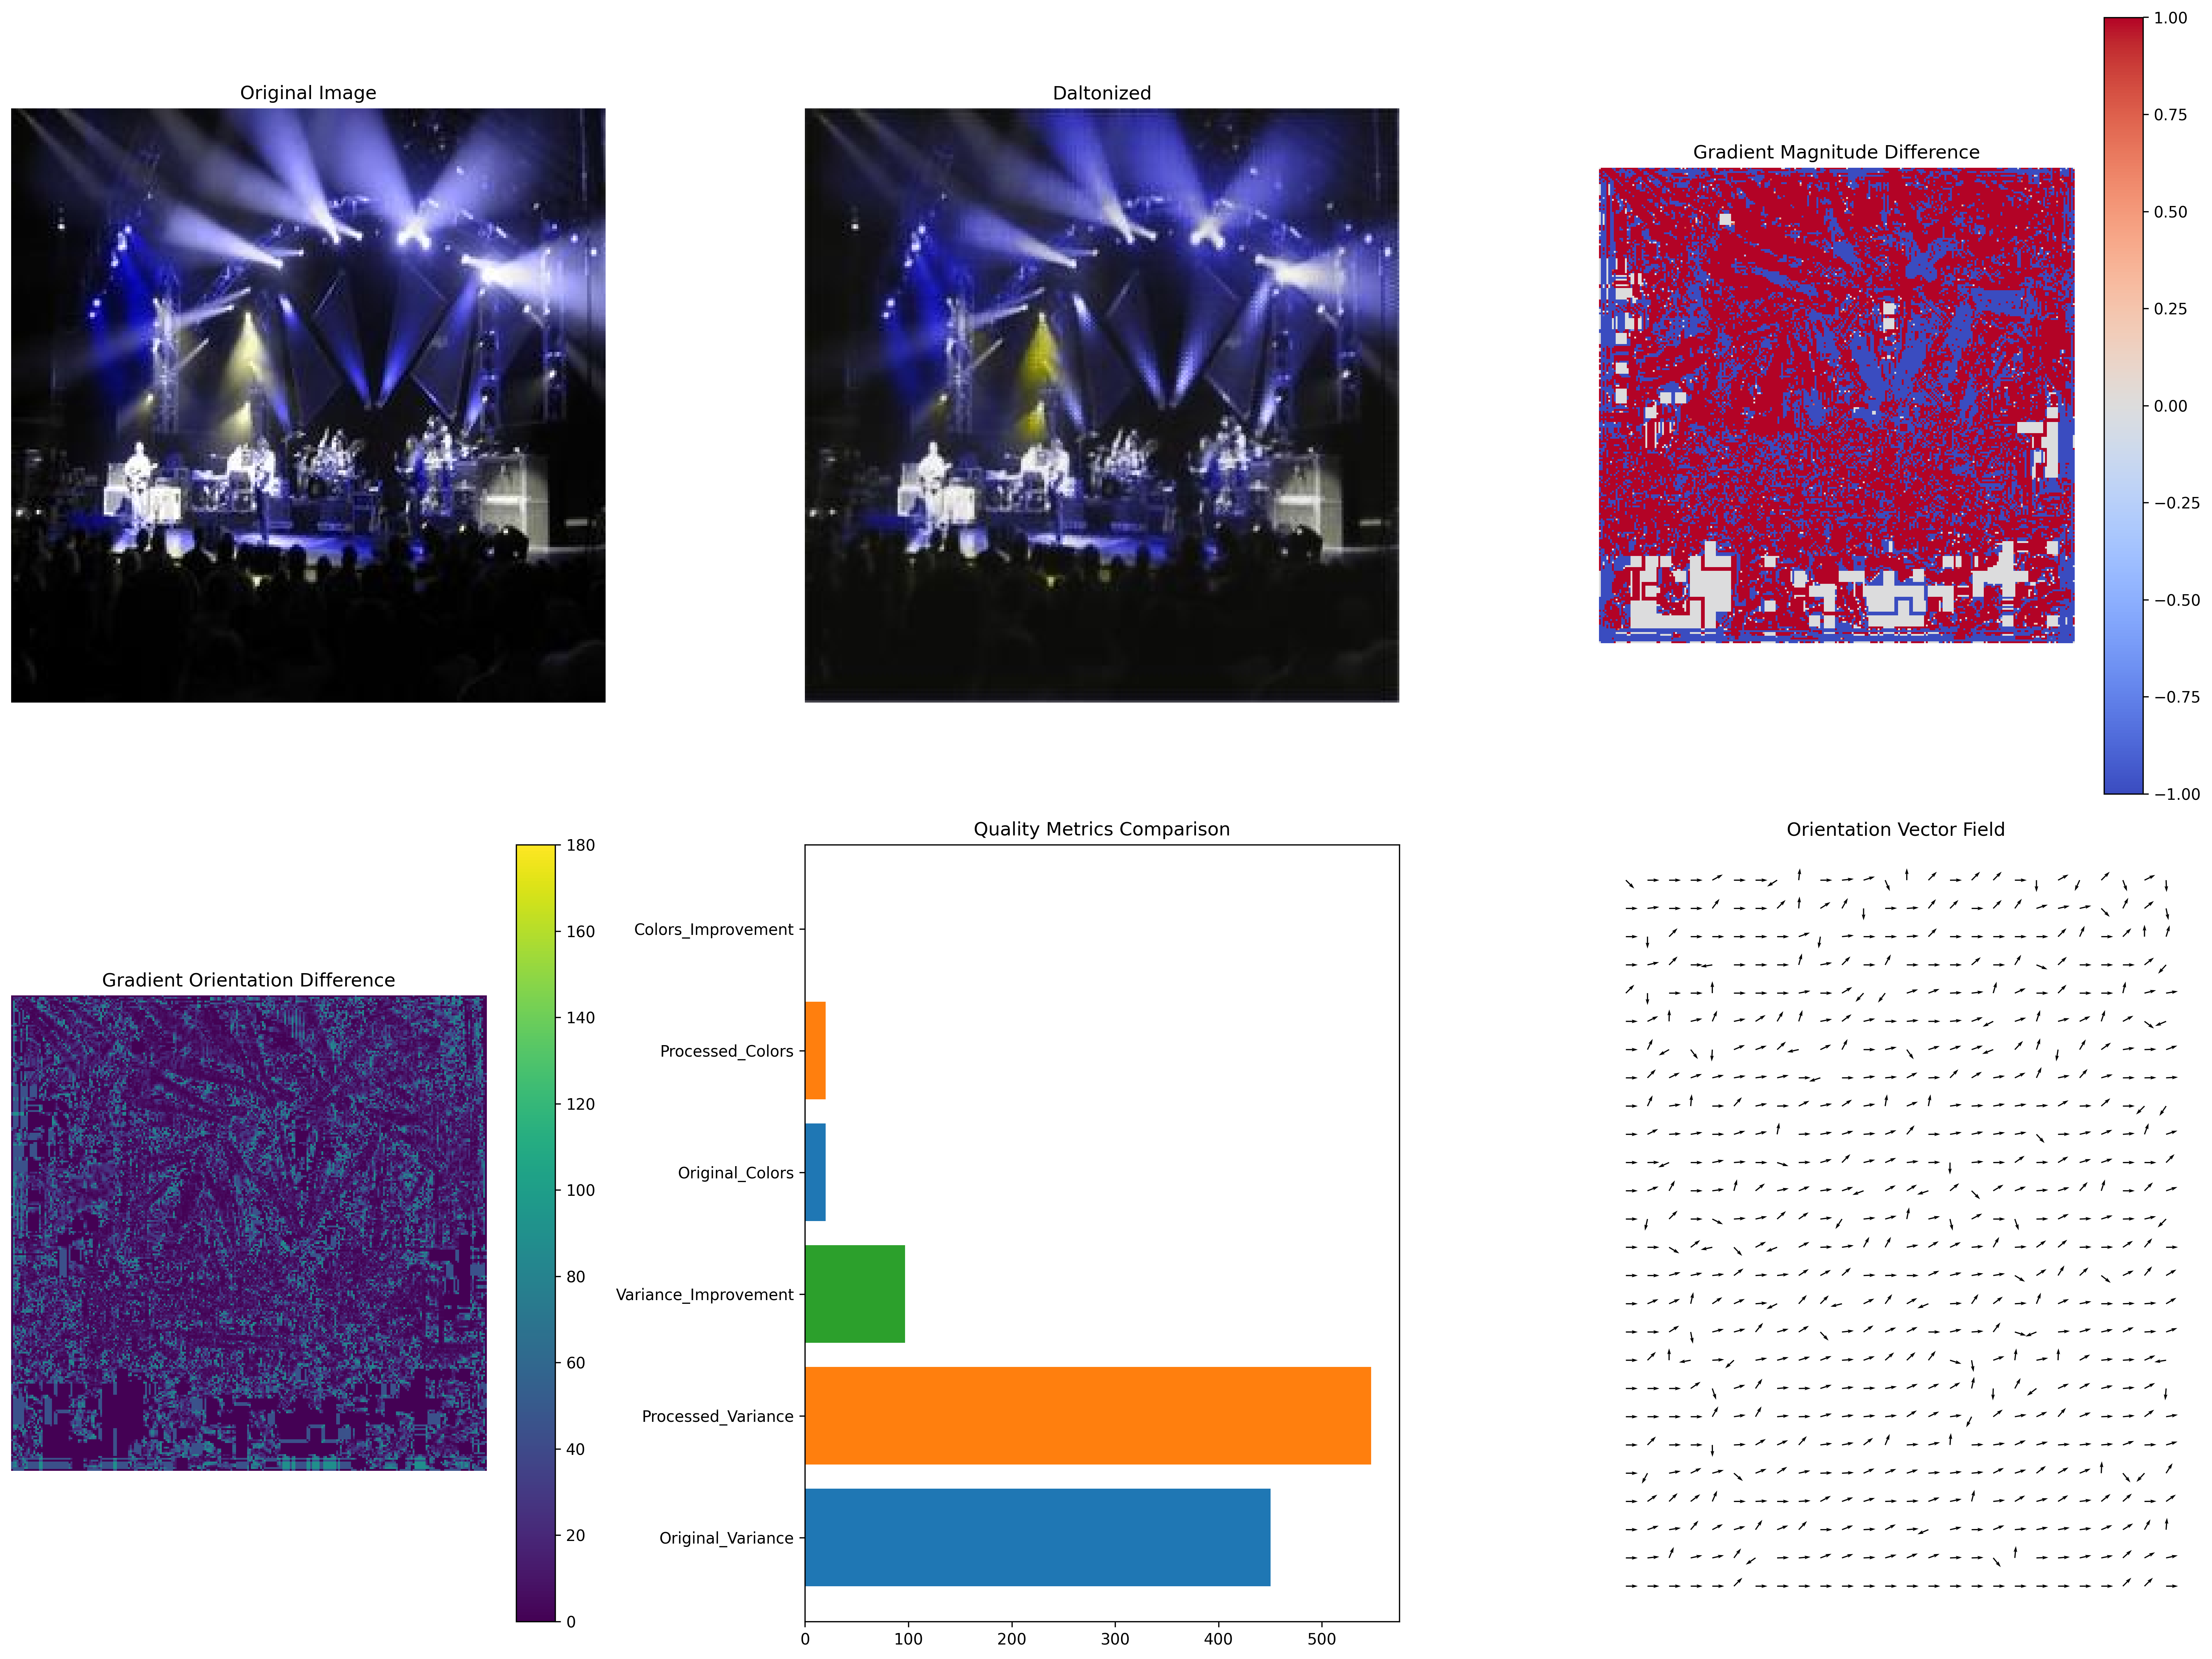 Original Image
Daltonized
Gradient Magnitude Difference
1.00
0.75
0.50
0.25
0.00
−0.25
−0.50
−0.75
−1.00
Gradient Orientation Difference
180
160
140
120
100
80
60
40
20
0
Quality Metrics Comparison
Colors_Improvement
Processed_Colors
Original_Colors
Variance_Improvement
Processed_Variance
Original_Variance
0 100 200 300 400 500
Orientation Vector Field